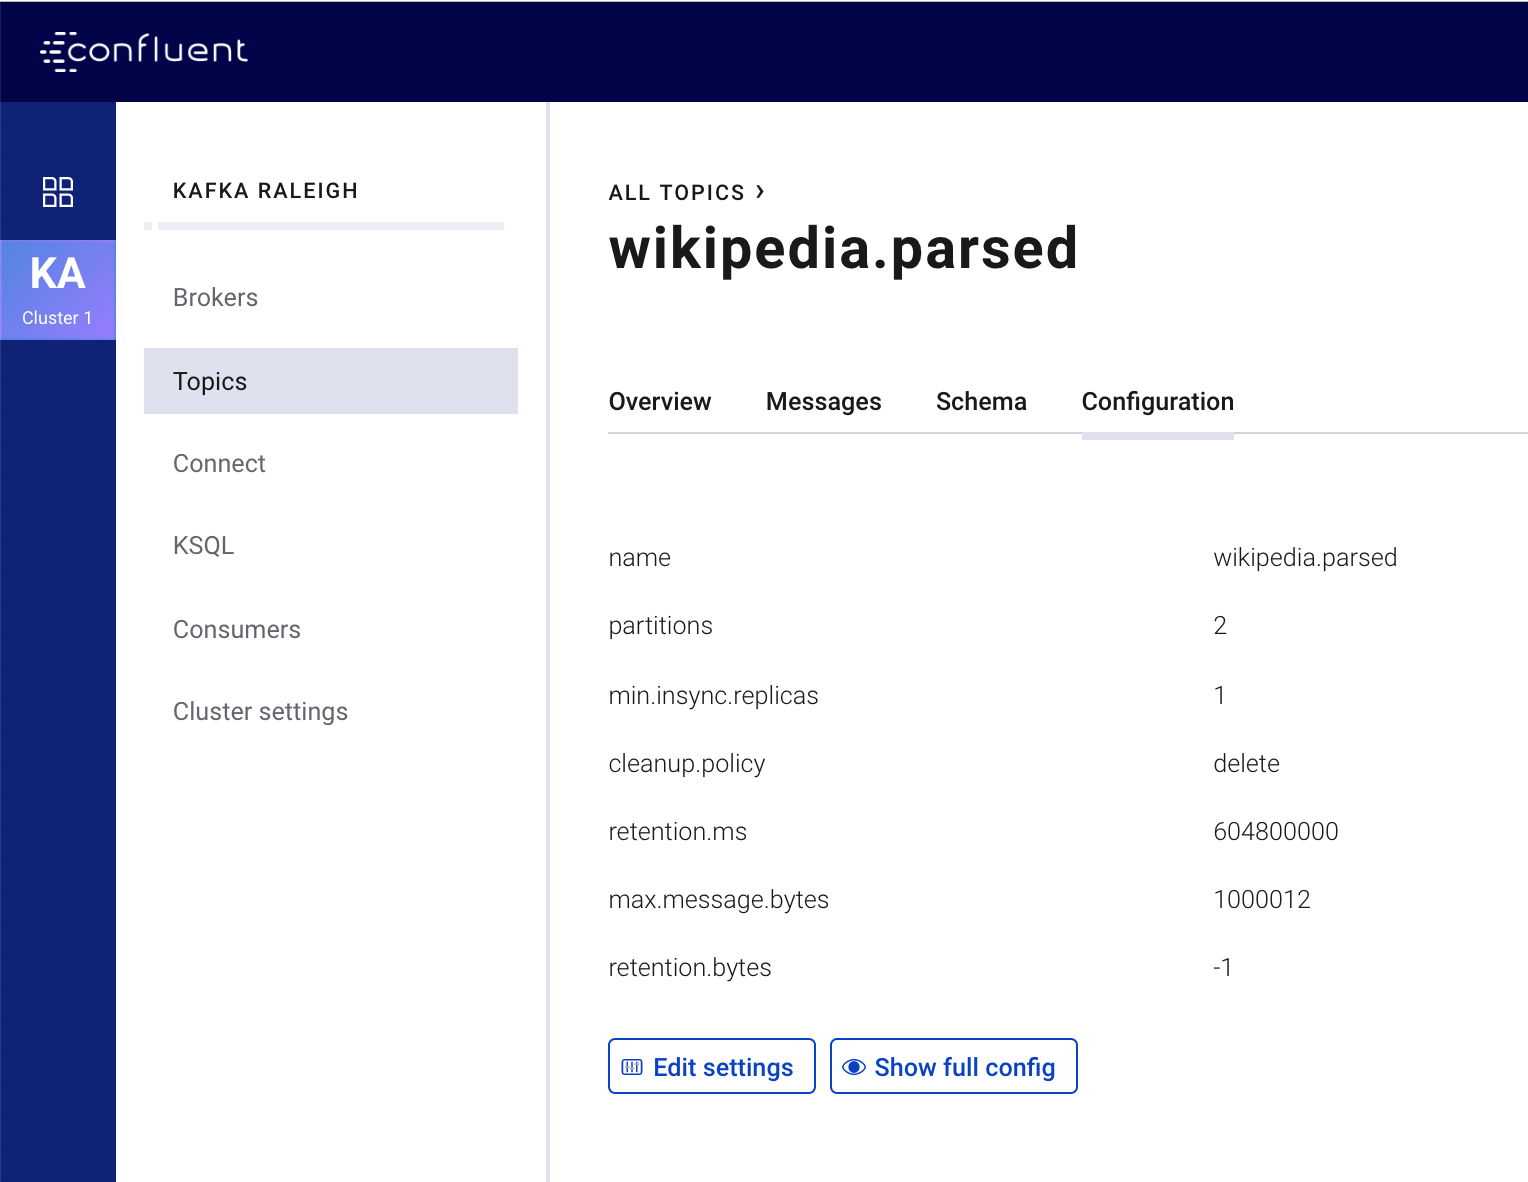 confluent
KA
Cluster 1
KAFKA RALEIGH
Brokers
Topics
Connect
KSQL
Consumers
Cluster settings
ALL TOPICS ›
wikipedia.parsed
Overview Messages Schema Configuration
name wikipedia.parsed
partitions 2
min.insync.replicas 1
cleanup.policy delete
retention.ms 604800000
max.message.bytes 1000012
retention.bytes -1
Edit settings Show full config